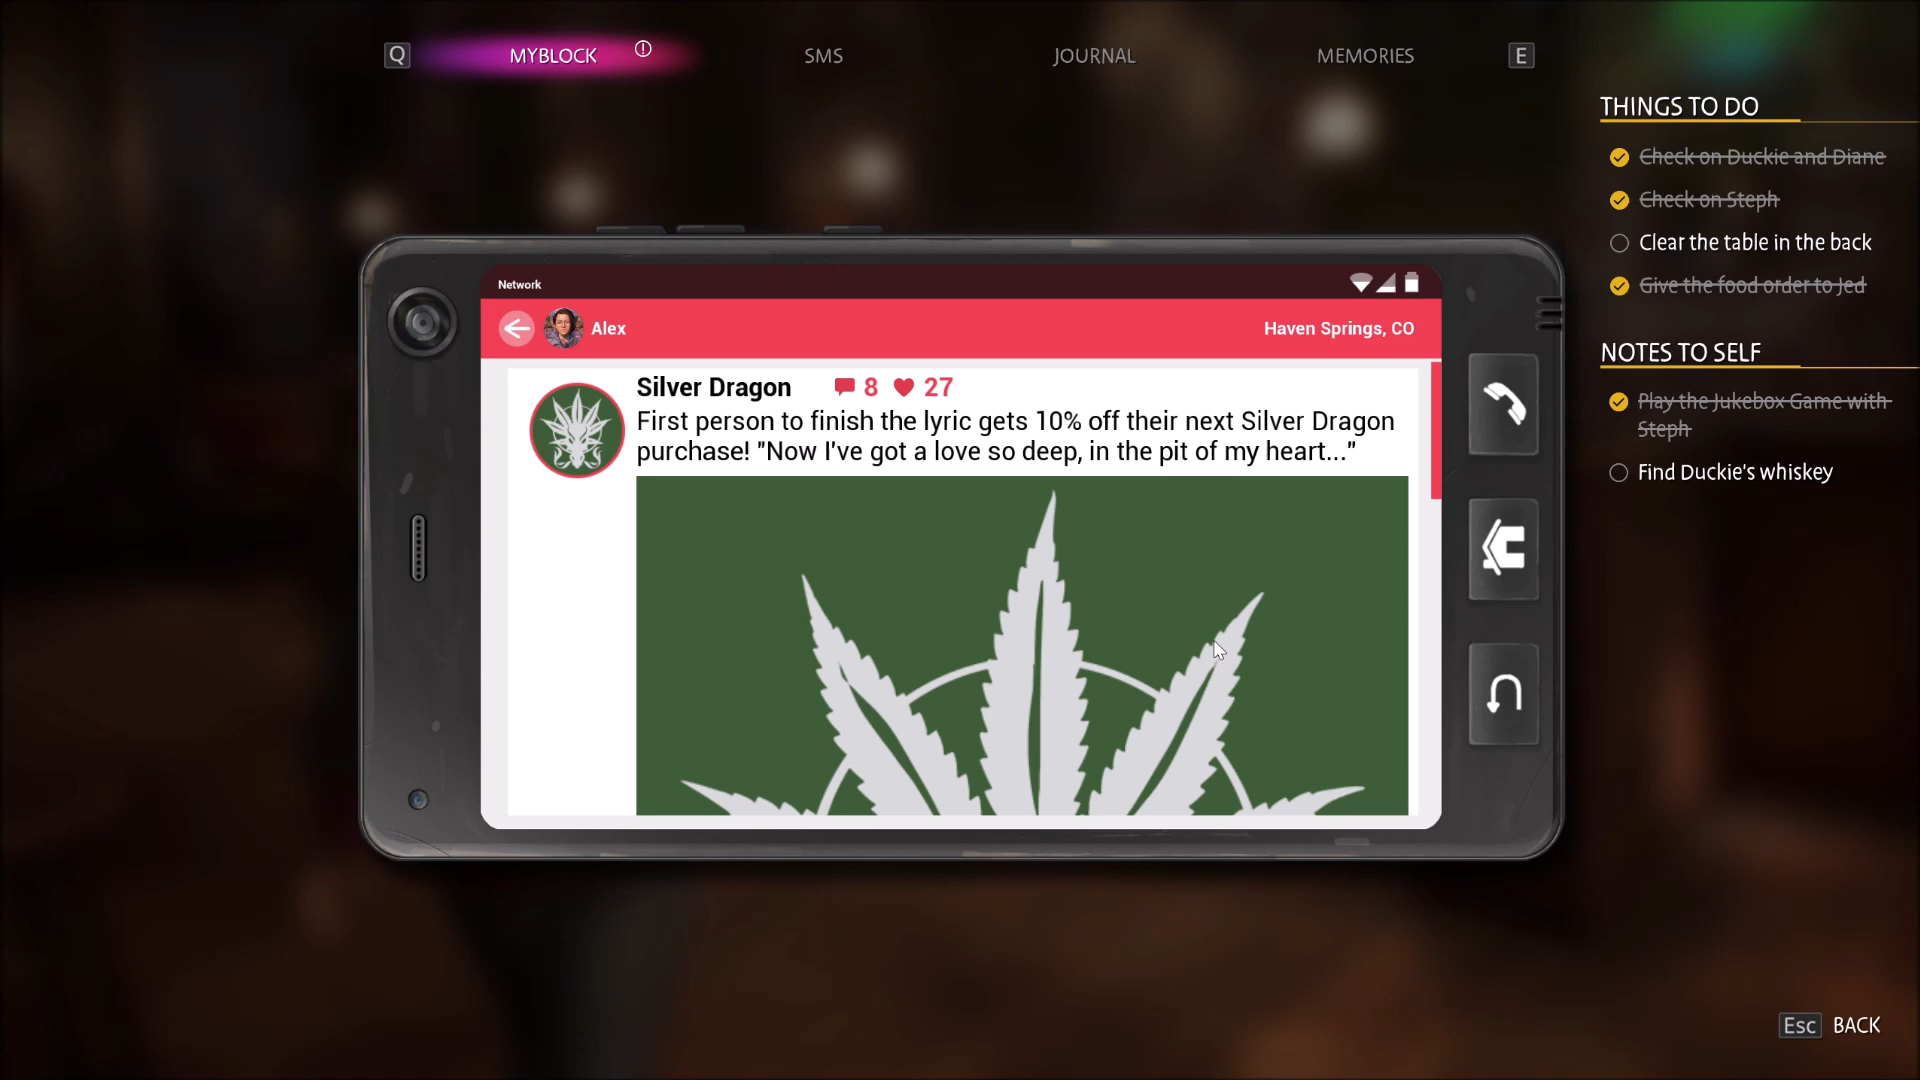 Q MYBLOCK SMS JOURNAL MEMORIES E
THINGS TO DO
Check on Duckie and Diane
Check on Steph
Clear the table in the back
Give the food order to Jed
NOTES TO SELF
Play the Jukebox Game with
Steph
Find Duckie's whiskey
Network
Alex Haven Springs, CO
Silver Dragon 8 27
First person to finish the lyric gets 10% off their next Silver Dragon
purchase! "Now I've got a love so deep, in the pit of my heart..."
Esc BACK